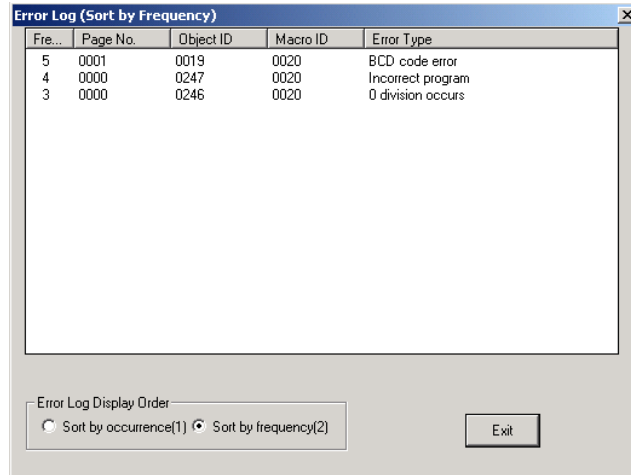 Error Log (Sort by Frequency)
Fre... Page No. Object ID Macro ID Error Type
5 0001 0019 0020 BCD code error
4 0000 0247 0020 Incorrect program
3 0000 0246 0020 0 division occurs
Error Log Display Order
Sort by occurrence(1) Sort by frequency(2)
Exit